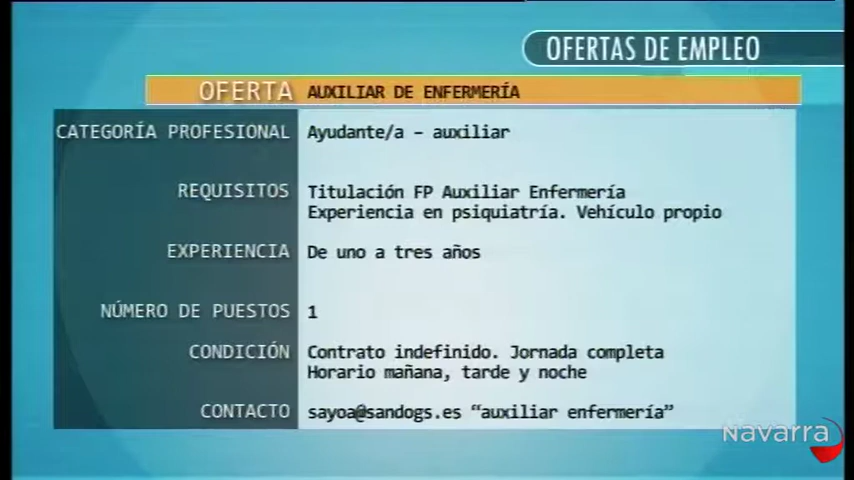 OFERTAS DE EMPLEO
OFERTA AUXILIAR DE ENFERMERÍA
CATEGORÍA PROFESIONAL Ayudante/a – auxiliar
REQUISITOS Titulación FP Auxiliar Enfermería
Experiencia en psiquiatría. Vehículo propio
EXPERIENCIA De uno a tres años
NÚMERO DE PUESTOS 1
CONDICIÓN Contrato indefinido. Jornada completa
Horario mañana, tarde y noche
CONTACTO sayoa@sandogs.es “auxiliar enfermería”
Navarra